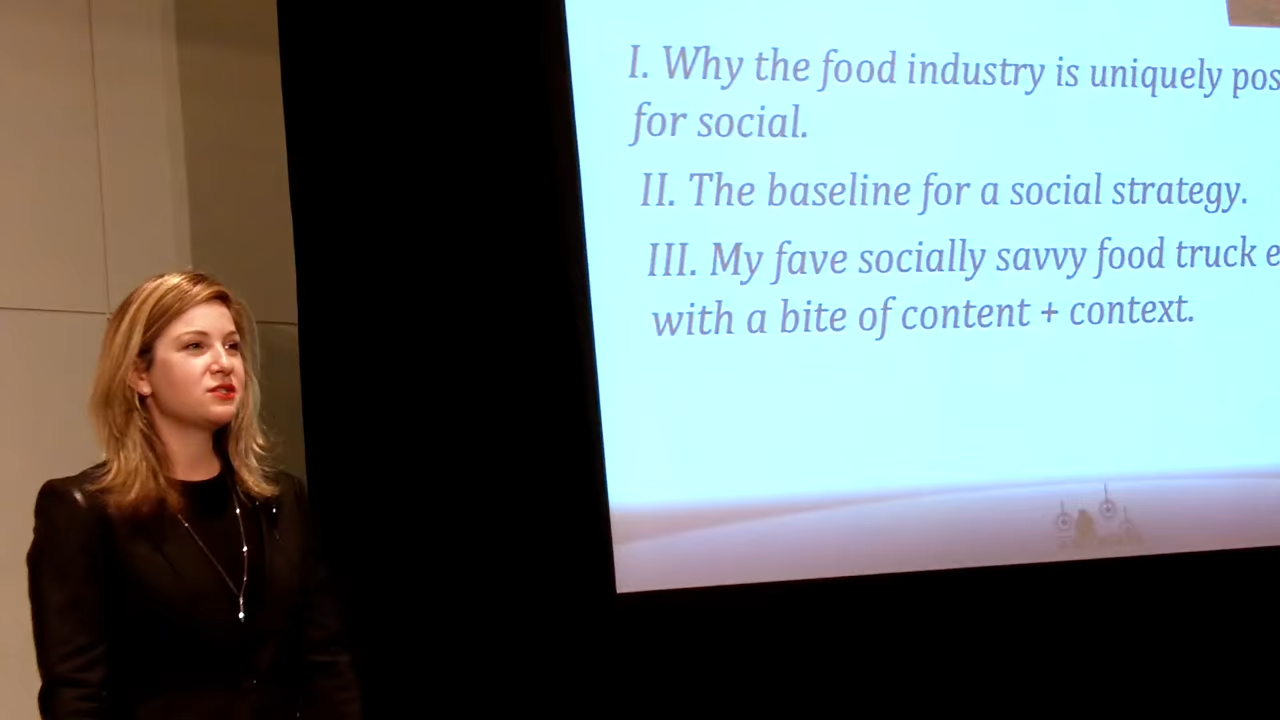 I. Why the food industry is uniquely
for social.
II. The baseline for a social strategy.
III. My fave socially savvy food truck
with a bite of content + context.